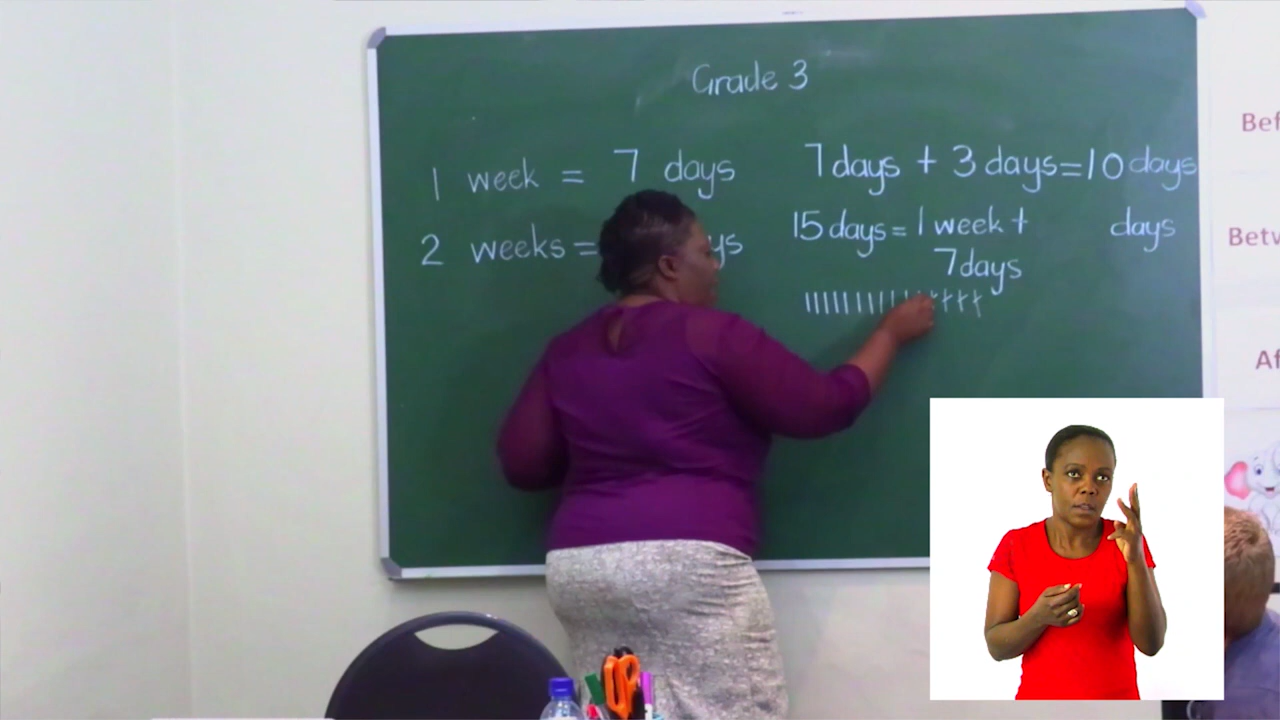 Grade 3
1 week = 7 days
2 weeks = ys
7 days + 3 days = 10 days
15 days = 1 week + days
7 days
Bef
Betw
Af